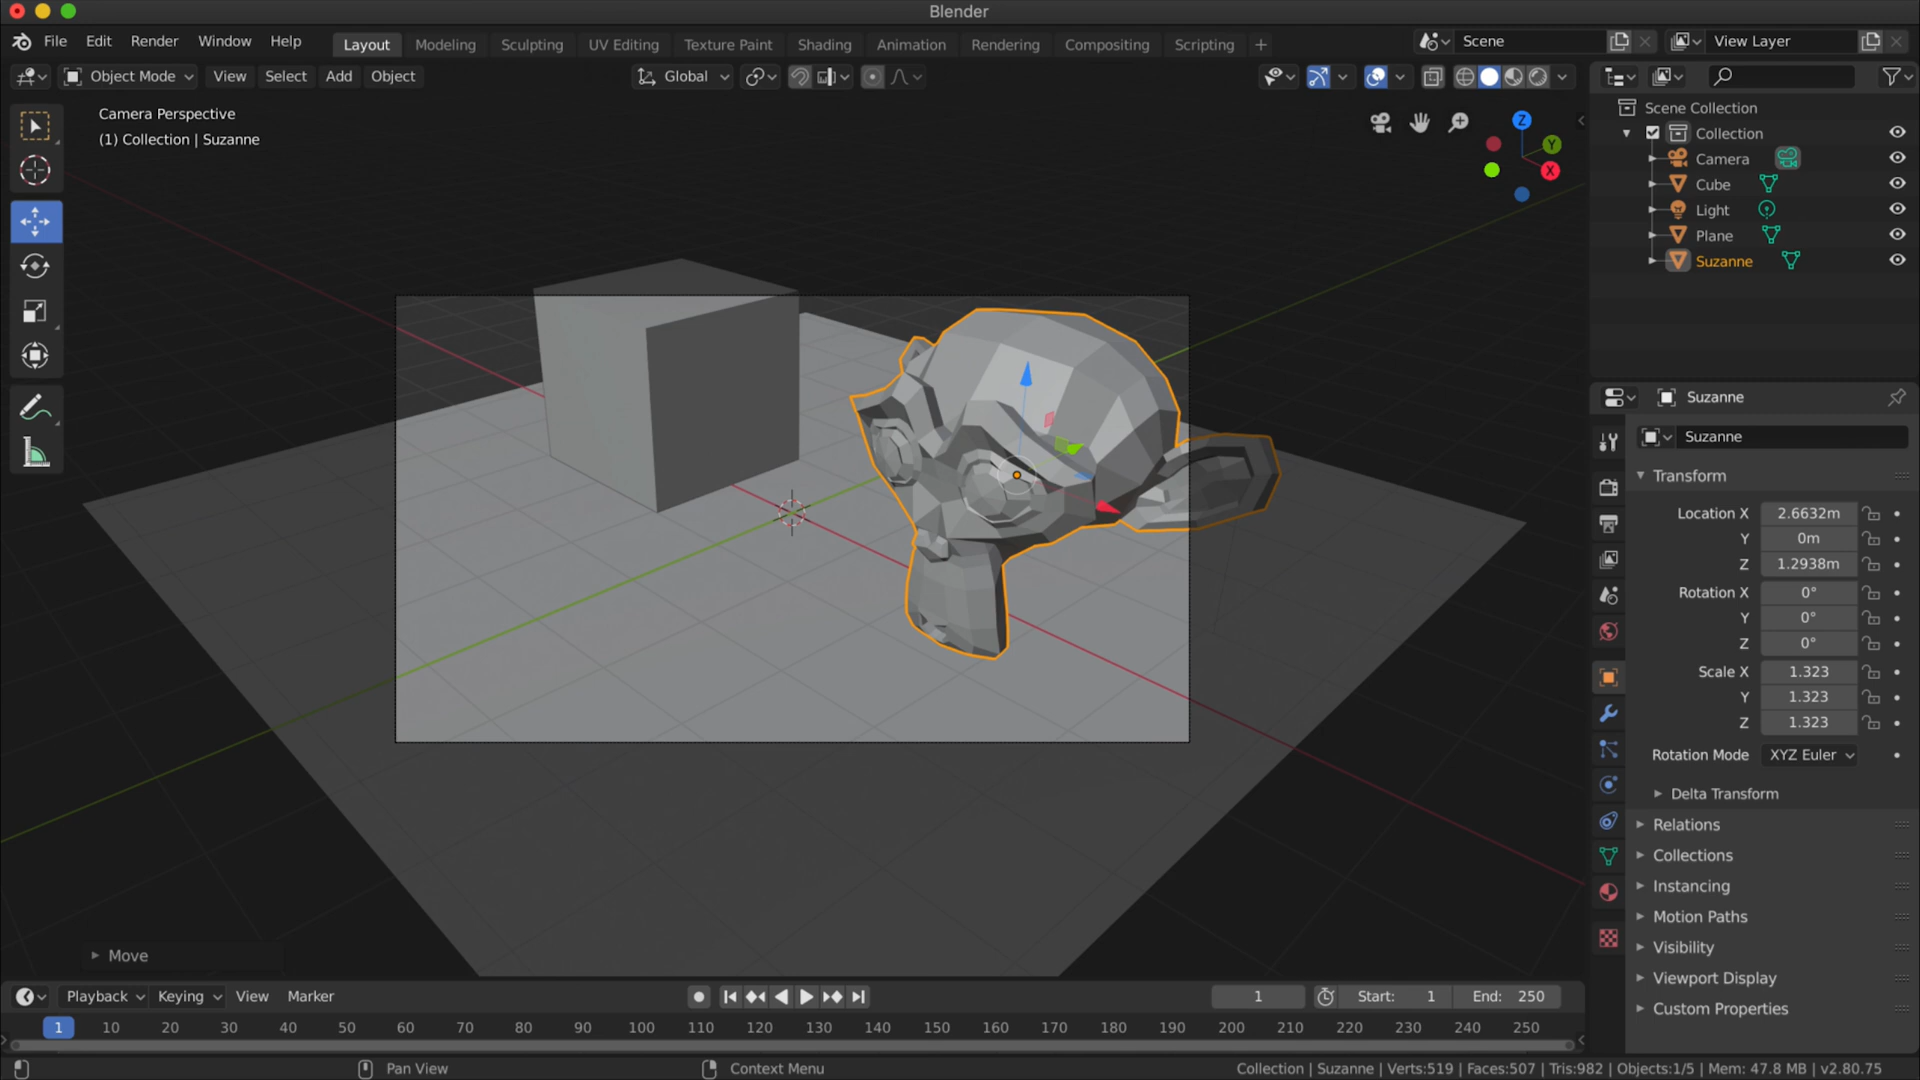 Blender
File Edit Render Window Help Layout Modeling Sculpting UV Editing Texture Paint Shading Animation Rendering Compositing Scripting + Scene View Layer
Object Mode View Select Add Object Global
Camera Perspective
(1) Collection | Suzanne
Z
Y
X
Scene Collection
Collection
Camera
Cube
Light
Plane
Suzanne
Suzanne
Suzanne
Transform
Location X 2.6632m
Y 0m
Z 1.2938m
Rotation X 0°
Y 0°
Z 0°
Scale X 1.323
Y 1.323
Z 1.323
Rotation Mode XYZ Euler
Delta Transform
Relations
Collections
Instancing
Motion Paths
Visibility
Viewport Display
Custom Properties
Move
Playback Keying View Marker 1 Start: 1 End: 250
1 10 20 30 40 50 60 70 80 90 100 110 120 130 140 150 160 170 180 190 200 210 220 230 240 250
Pan View Context Menu Collection | Suzanne | Verts:519 | Faces:507 | Tris:982 | Objects:1/5 | Mem: 47.8 MB | v2.80.75